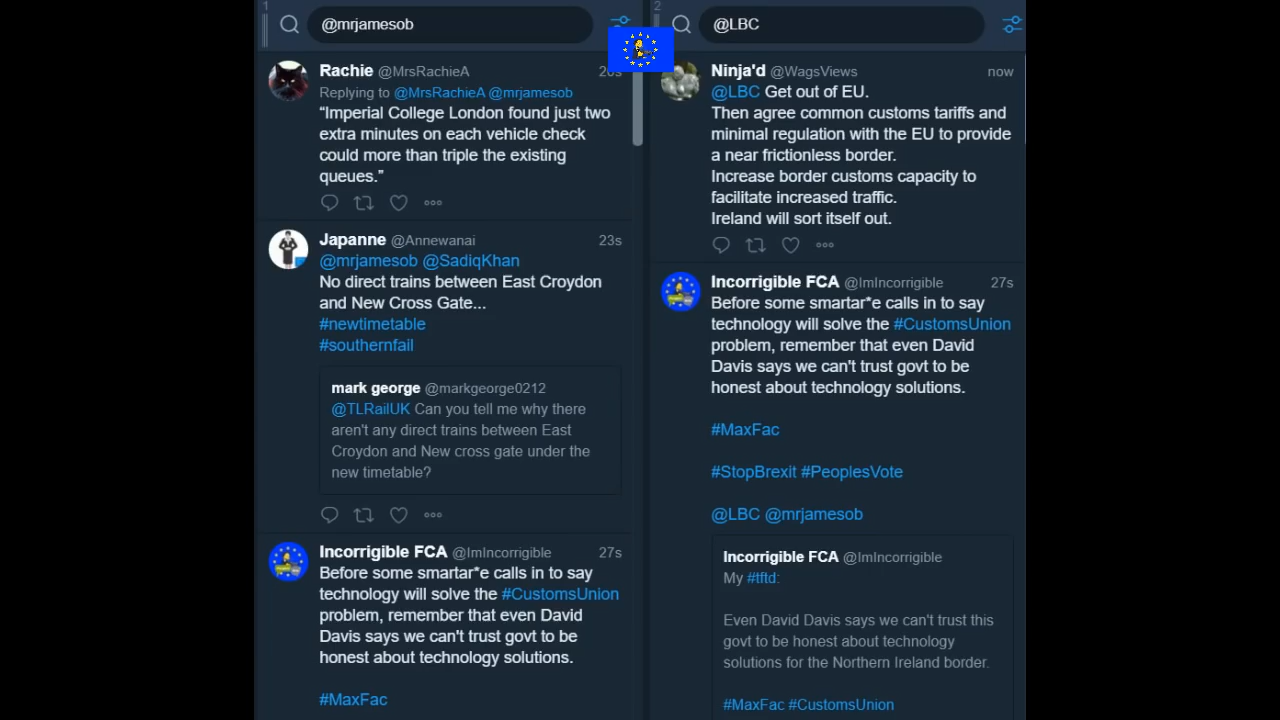 1
@mrjamesob
Rachie @MrsRachieA
Replying to @MrsRachieA @mrjamesob
“Imperial College London found just two
extra minutes on each vehicle check
could more than triple the existing
queues.”
Japanne @Annewanai 23s
@mrjamesob @SadiqKhan
No direct trains between East Croydon
and New Cross Gate...
#newtimetable
#southernfail
mark george @markgeorge0212
@TLRailUK Can you tell me why there
aren't any direct trains between East
Croydon and New cross gate under the
new timetable?
Incorrigible FCA @ImIncorrigible 27s
Before some smartar*e calls in to say
technology will solve the #CustomsUnion
problem, remember that even David
Davis says we can't trust govt to be
honest about technology solutions.
#MaxFac
2
@LBC
Ninja'd @WagsViews now
@LBC Get out of EU.
Then agree common customs tariffs and
minimal regulation with the EU to provide
a near frictionless border.
Increase border customs capacity to
facilitate increased traffic.
Ireland will sort itself out.
Incorrigible FCA @ImIncorrigible 27s
Before some smartar*e calls in to say
technology will solve the #CustomsUnion
problem, remember that even David
Davis says we can't trust govt to be
honest about technology solutions.
#MaxFac
#StopBrexit #PeoplesVote
@LBC @mrjamesob
Incorrigible FCA @ImIncorrigible
My #tftd:
Even David Davis says we can't trust this
govt to be honest about technology
solutions for the Northern Ireland border.
#MaxFac #CustomsUnion